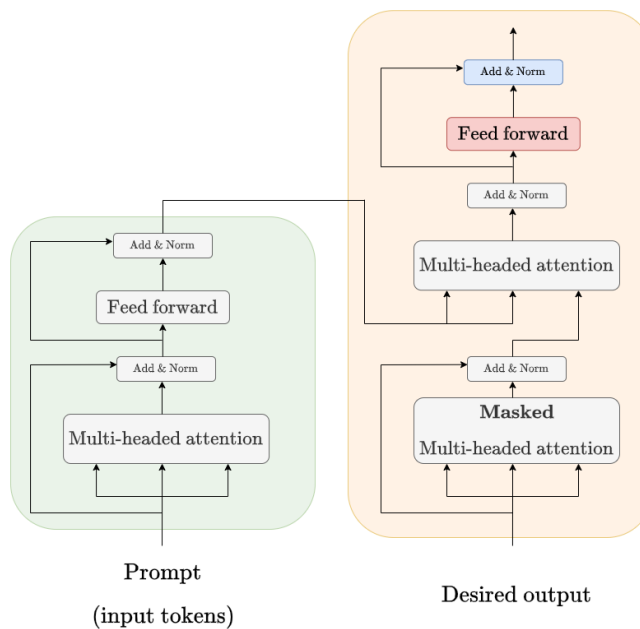 Add & Norm
Feed forward
Add & Norm
Multi-headed attention
Prompt
(input tokens)
Add & Norm
Feed forward
Add & Norm
Multi-headed attention
Add & Norm
Masked
Multi-headed attention
Desired output